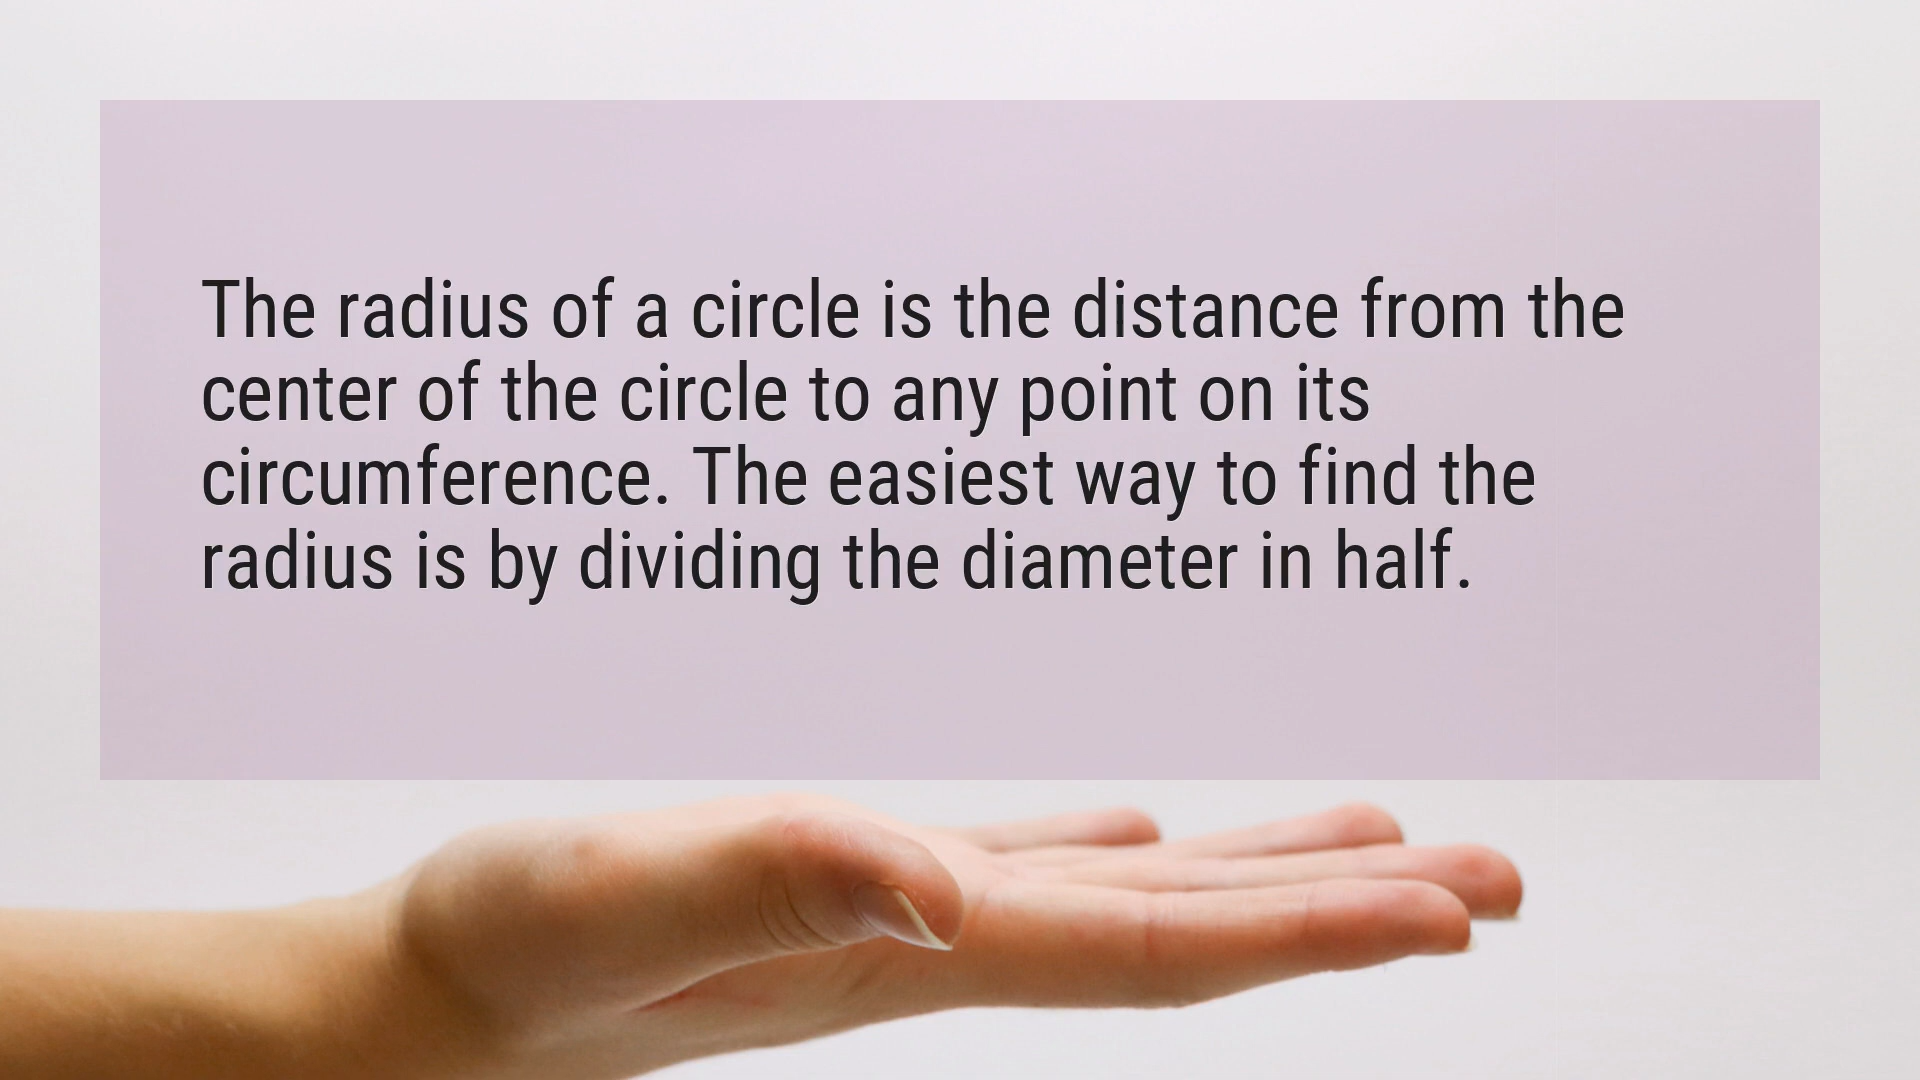 The radius of a circle is the distance from the
center of the circle to any point on its
circumference. The easiest way to find the
radius is by dividing the diameter in half.